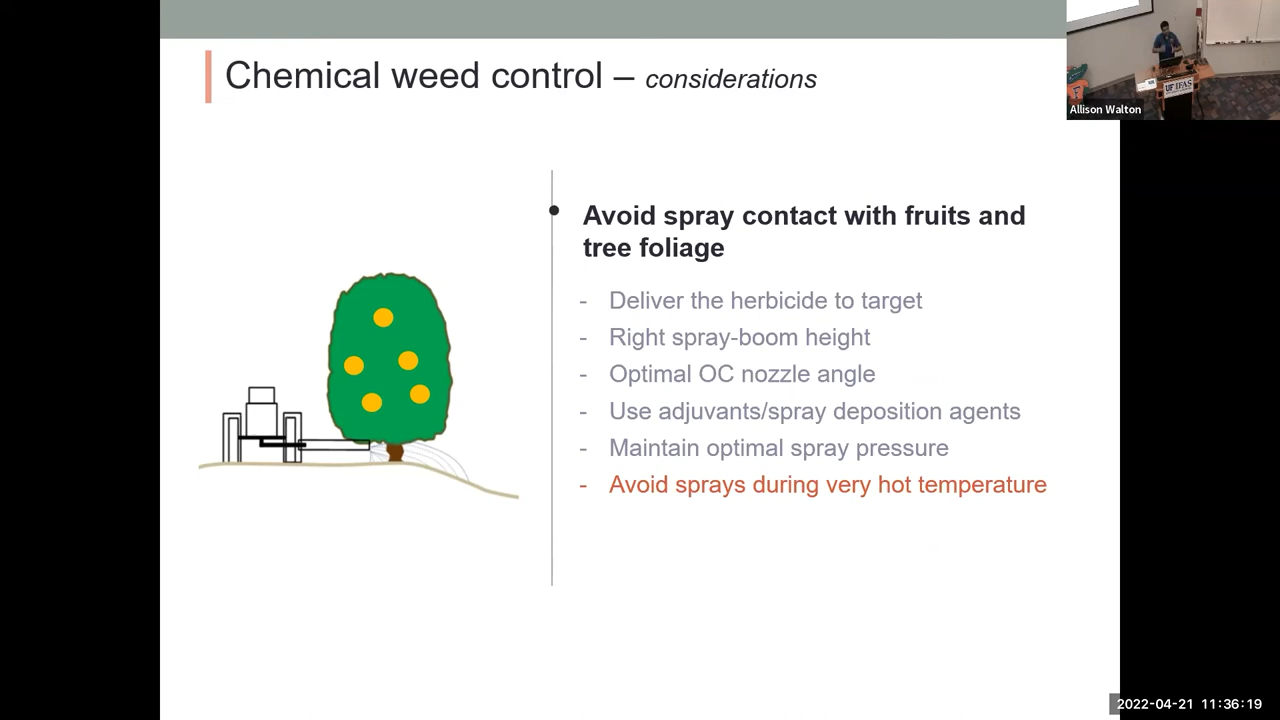 Chemical weed control – considerations
Allison Walton
UF IFAS
Avoid spray contact with fruits and
tree foliage
- Deliver the herbicide to target
- Right spray-boom height
- Optimal OC nozzle angle
- Use adjuvants/spray deposition agents
- Maintain optimal spray pressure
- Avoid sprays during very hot temperature
2022-04-21 11:36:19